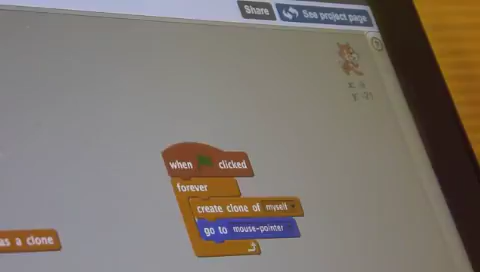 Share
See project page
x:
y:
when clicked
forever
create clone of myself
go to mouse-pointer
as a clone